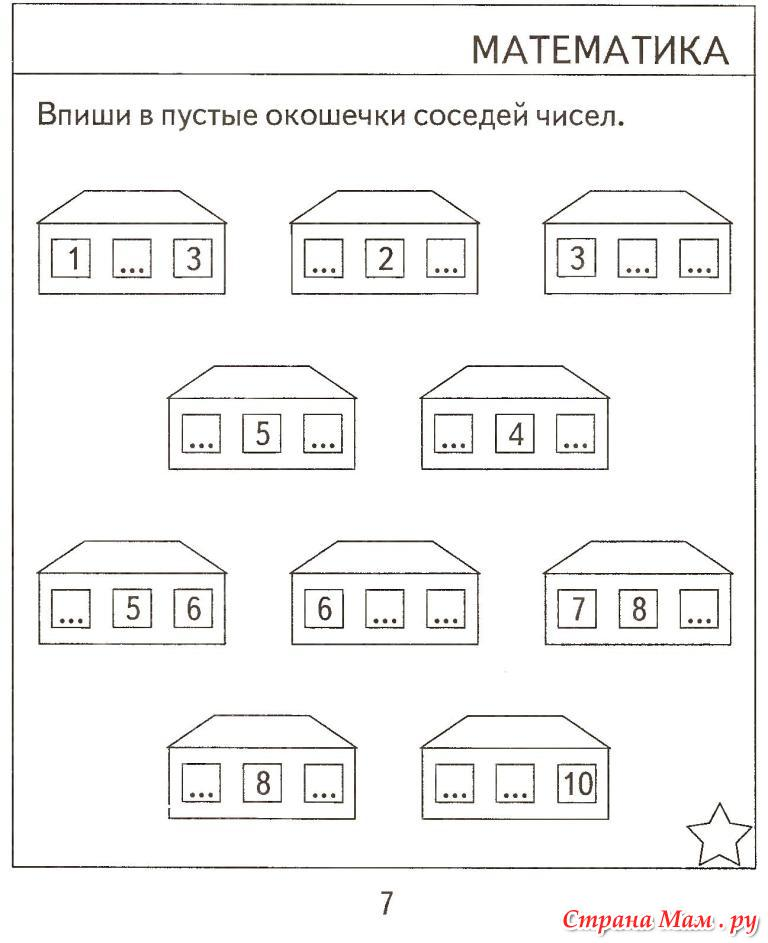 МАТЕМАТИКА
Впиши в пустые окошечки соседей чисел.
1 ... 3 ... 2 ... 3 ... ...
... 5 ... ... 4 ...
... 5 6 6 ... ... 7 8 ...
... 8 ... ... ... 10
7
Страна Мам . ру